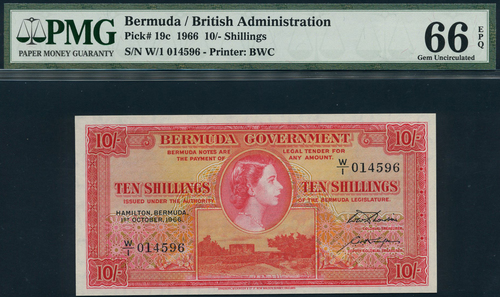 PMG
PAPER MONEY GUARANTY
Bermuda / British Administration
Pick# 19c 1966 10/- Shillings
S/N W/1 014596 - Printer: BWC
66 EPQ
Gem Uncirculated
10/- BERMUDA GOVERNMENT 10/-
BERMUDA NOTES ARE LEGAL TENDER FOR
THE PAYMENT OF ANY AMOUNT.
W/1 014596
TEN SHILLINGS TEN SHILLINGS
ISSUED UNDER THE AUTHORITY OF THE BERMUDA LEGISLATURE.
HAMILTON, BERMUDA.
1ST OCTOBER, 1966.
W/1 014596
10/- 10/-